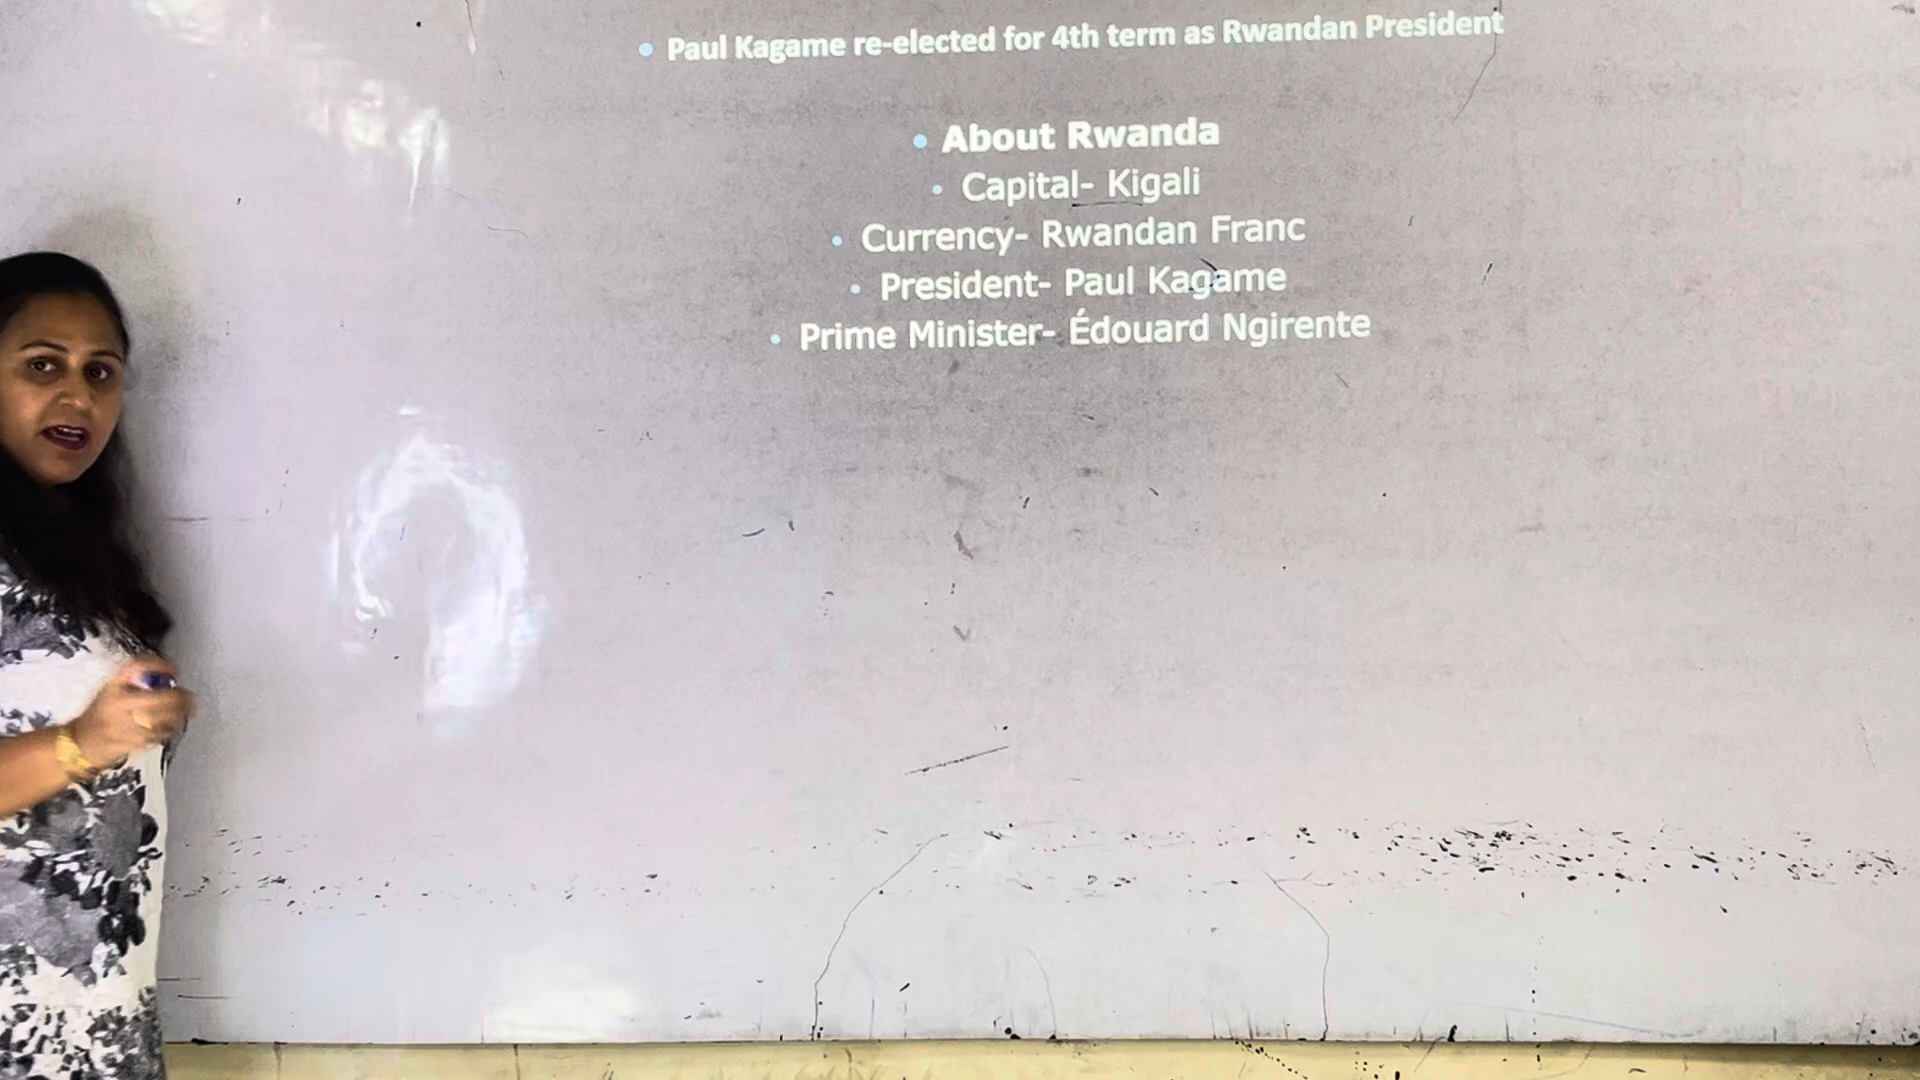 • Paul Kagame re-elected for 4th term as Rwandan President
• About Rwanda
• Capital- Kigali
• Currency- Rwandan Franc
• President- Paul Kagame
• Prime Minister- Édouard Ngirente